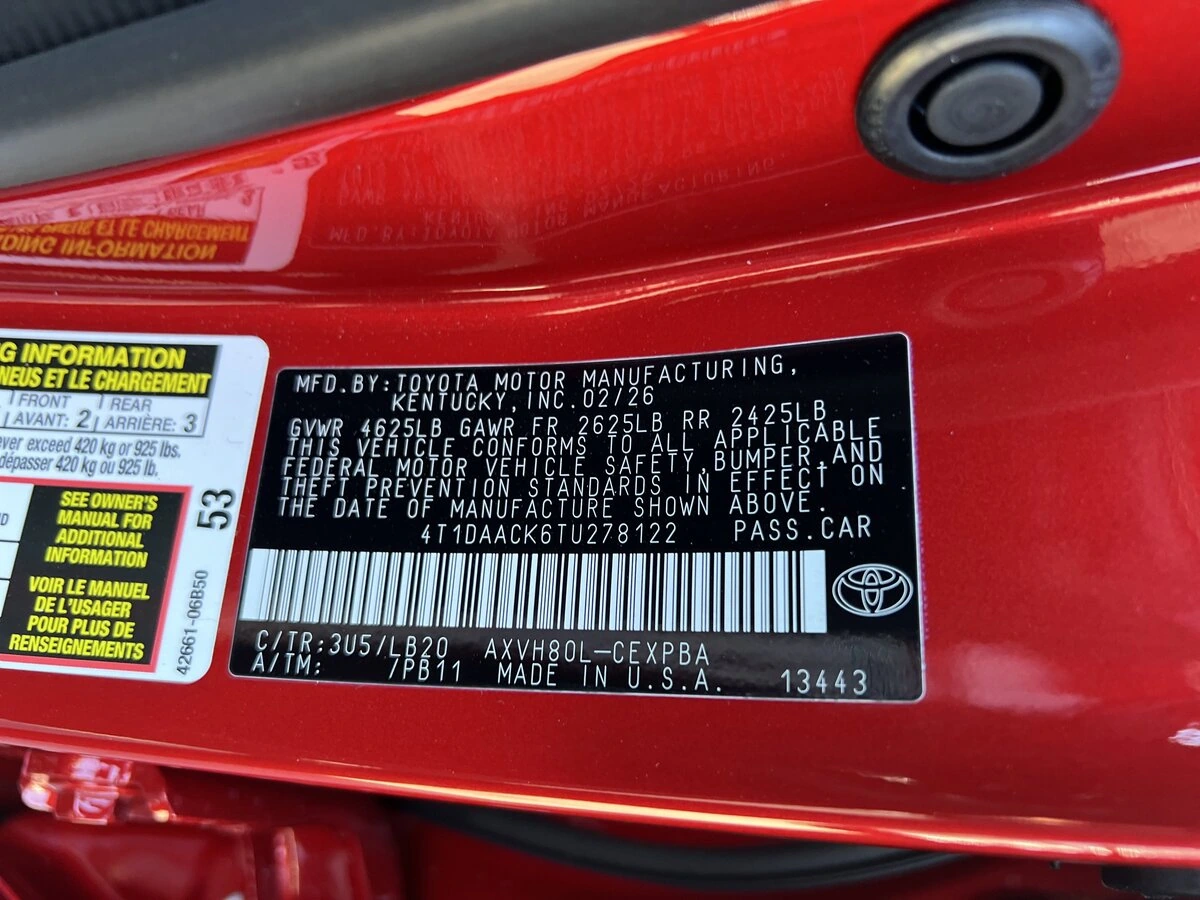 G INFORMATION
NEUS ET LE CHARGEMENT
FRONT REAR
AVANT: 2 ARRIÈRE: 3
ver exceed 420 kg or 925 lbs.
dépasser 420 kg ou 925 lb.
SEE OWNER'S
MANUAL FOR
ADDITIONAL
INFORMATION
VOIR LE MANUEL
DE L'USAGER
POUR PLUS DE
RENSEIGNEMENTS
53
42661-06B50
MFD.BY:TOYOTA MOTOR MANUFACTURING,
KENTUCKY,INC.02/26
GVWR 4625LB GAWR FR 2625LB RR 2425LB
THIS VEHICLE CONFORMS TO ALL APPLICABLE
FEDERAL MOTOR VEHICLE SAFETY,BUMPER,AND
THEFT PREVENTION STANDARDS IN EFFECT ON
THE DATE OF MANUFACTURE SHOWN ABOVE.
4T1DAACK6TU278122 PASS.CAR
C/TR:3U5/LB20 AXVH80L-CEXPBA
A/TM: 7PB11 MADE IN U.S.A. 13443